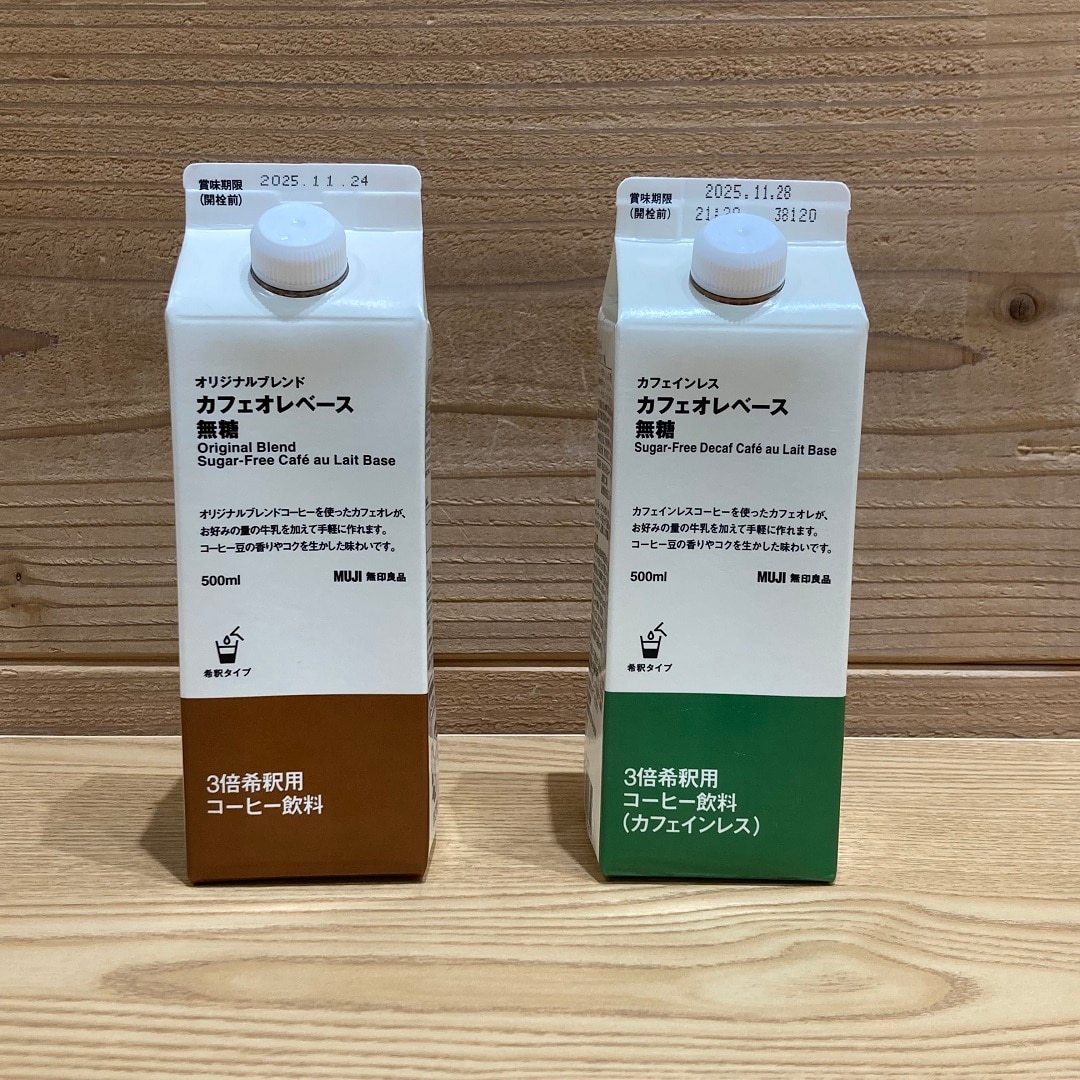 賞味期限 2025.11.24
(開栓前)
オリジナルブレンド
カフェオレベース
無糖
Original Blend
Sugar-Free Café au Lait Base
オリジナルブレンドコーヒーを使ったカフェオレが、
お好みの量の牛乳を加えて手軽に作れます。
コーヒー豆の香りやコクを生かした味わいです。
500ml MUJI 無印良品
希釈タイプ
3倍希釈用
コーヒー飲料
賞味期限 2025.11.28
(開栓前) 38120
カフェインレス
カフェオレベース
無糖
Sugar-Free Decaf Café au Lait Base
カフェインレスコーヒーを使ったカフェオレが、
お好みの量の牛乳を加えて手軽に作れます。
コーヒー豆の香りやコクを生かした味わいです。
500ml MUJI 無印良品
希釈タイプ
3倍希釈用
コーヒー飲料
(カフェインレス)